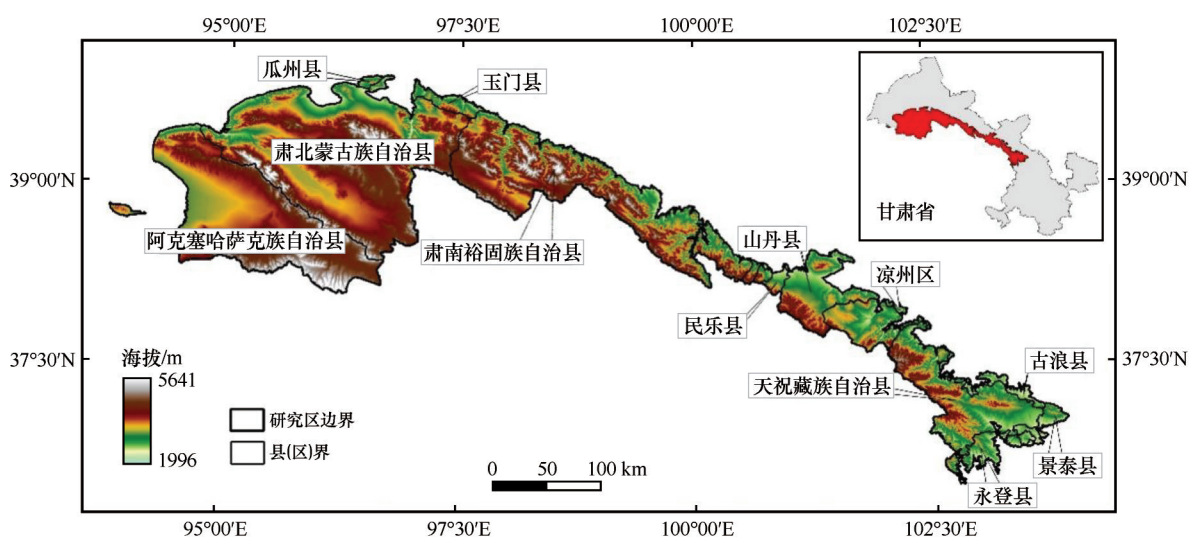 95°00′E 97°30′E 100°00′E 102°30′E
瓜州县
玉门县
肃北蒙古族自治县
39°00′N
39°00′N
甘肃省
阿克塞哈萨克族自治县
肃南裕固族自治县
山丹县
凉州区
民乐县
37°30′N
37°30′N
海拔/m
5641
1996
研究区边界
县(区)界
古浪县
天祝藏族自治县
0 50 100 km
景泰县
永登县
95°00′E 97°30′E 100°00′E 102°30′E